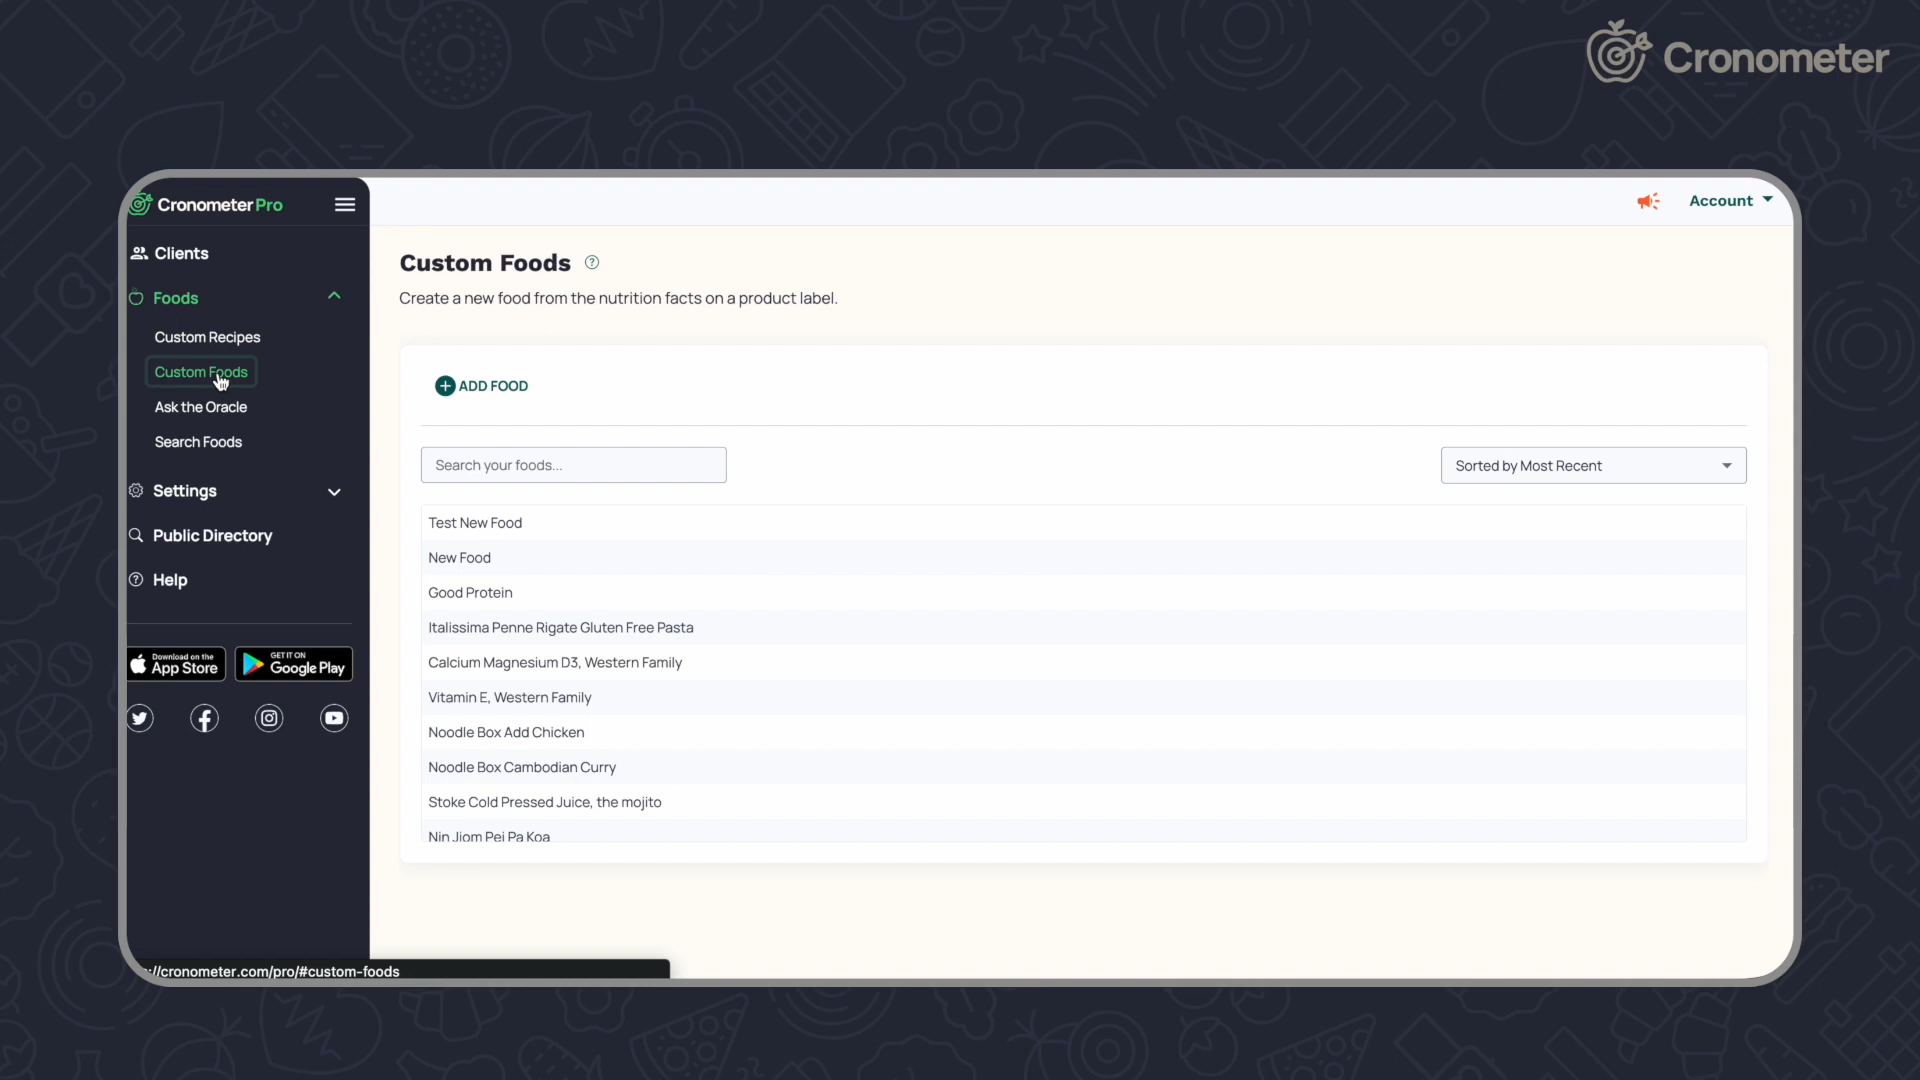 Cronometer
CronometerPro
Account
Clients
Foods
Custom Recipes
Custom Foods
Ask the Oracle
Search Foods
Settings
Public Directory
Help
Download on the
App Store
GET IT ON
Google Play
Custom Foods
Create a new food from the nutrition facts on a product label.
ADD FOOD
Search your foods...
Sorted by Most Recent
Test New Food
New Food
Good Protein
Italissima Penne Rigate Gluten Free Pasta
Calcium Magnesium D3, Western Family
Vitamin E, Western Family
Noodle Box Add Chicken
Noodle Box Cambodian Curry
Stoke Cold Pressed Juice, the mojito
Nin Jiom Pei Pa Koa
://cronometer.com/pro/#custom-foods